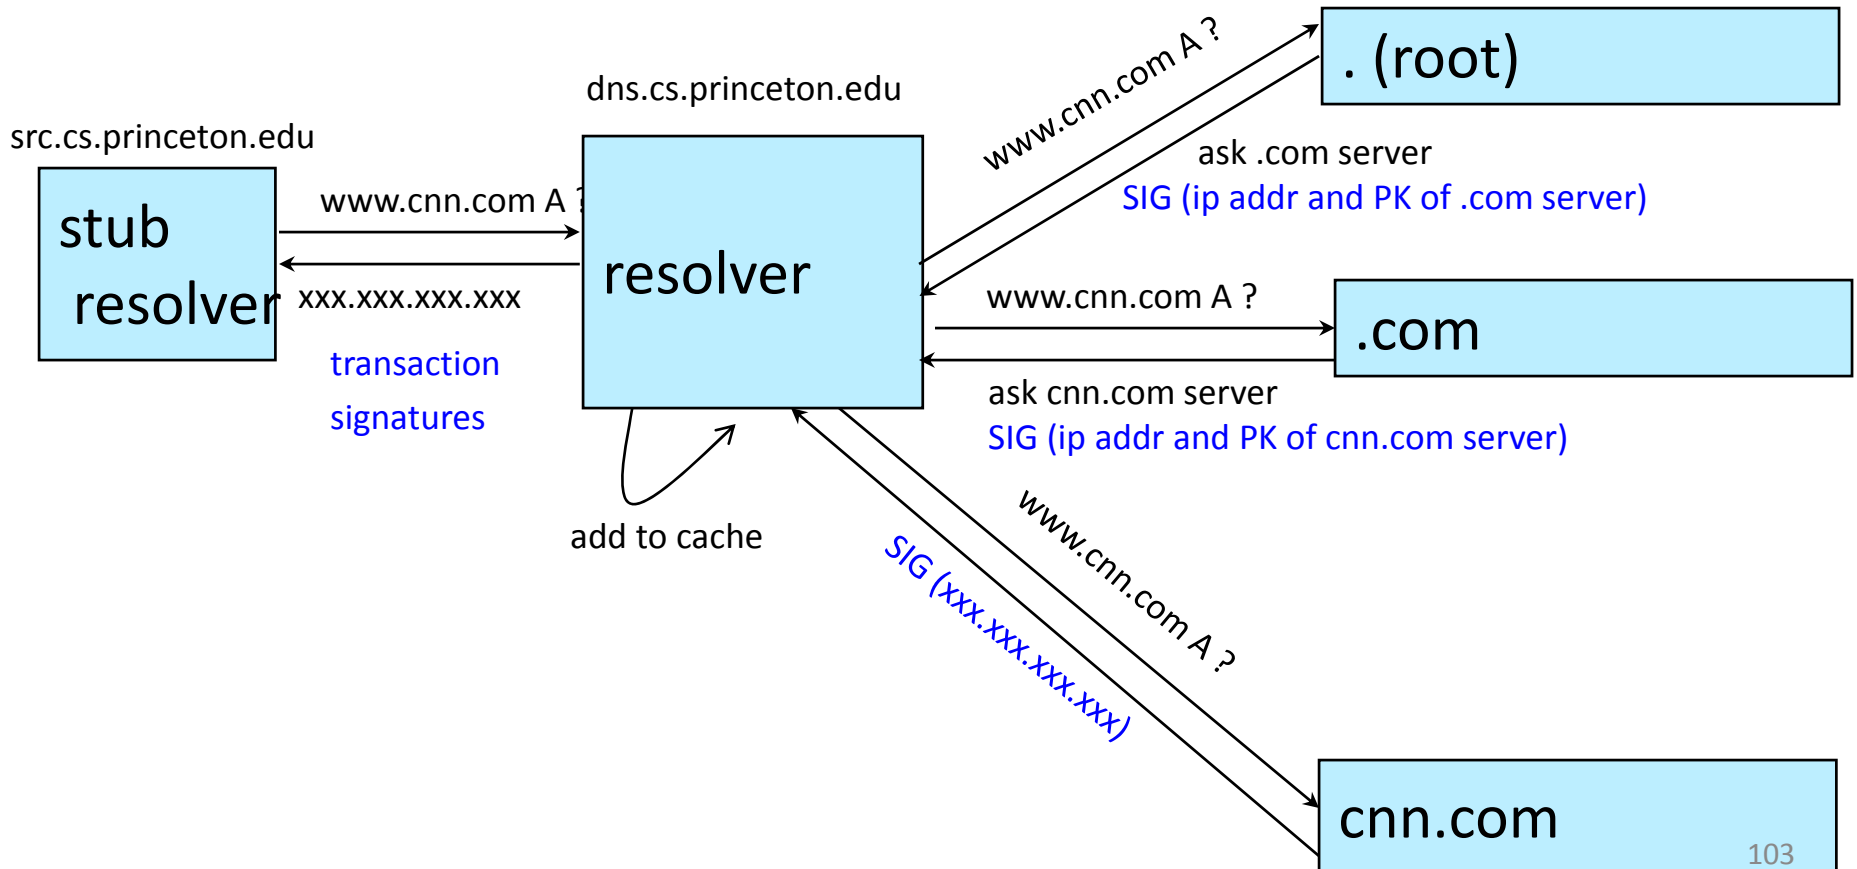 src.cs.princeton.edu
stub
resolver
www.cnn.com A ?
xxx.xxx.xxx.xxx
transaction
signatures
dns.cs.princeton.edu
resolver
add to cache
www.cnn.com A ?
. (root)
ask .com server
SIG (ip addr and PK of .com server)
www.cnn.com A ?
.com
ask cnn.com server
SIG (ip addr and PK of cnn.com server)
www.cnn.com A ?
SIG (xxx.xxx.xxx.xxx)
cnn.com
103